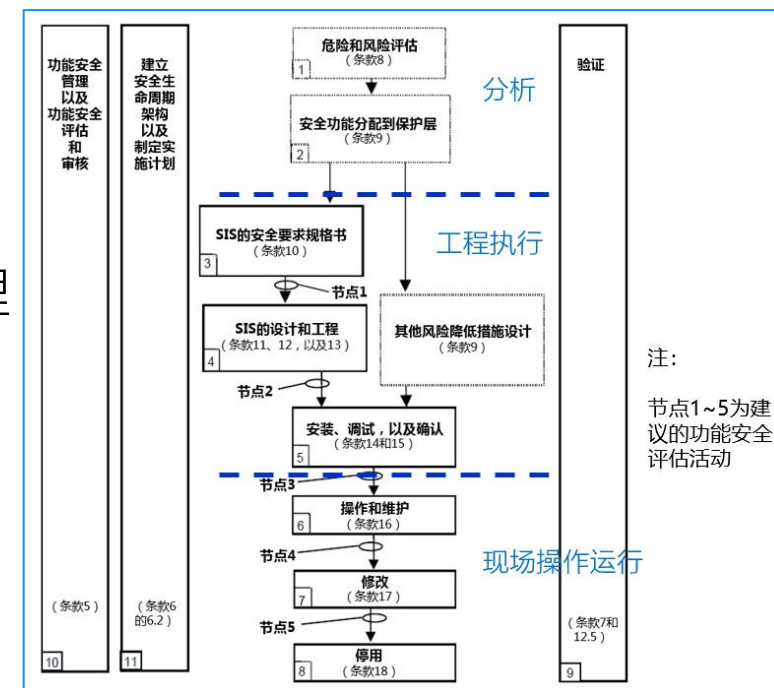 功能安全
管理
以及
功能安全
评估
和
审核
（条款5）
10
建立
安全生
命周期
架构
以及
制定实
施计划
（条款6
的6.2）
11
危险和风险评估
（条款8）
1
安全功能分配到保护层
（条款9）
2
分析
SIS的安全要求规格书
（条款10）
3
工程执行
节点1
SIS的设计和工程
（条款11、12，以及13）
4
其他风险降低措施设计
（条款9）
节点2
安装、调试，以及确认
（条款14和15）
5
节点3
操作和维护
（条款16）
6
节点4
现场操作运行
修改
（条款17）
7
节点5
停用
（条款18）
8
验证
（条款7和
12.5）
9
注：
节点1~5为建
议的功能安全
评估活动